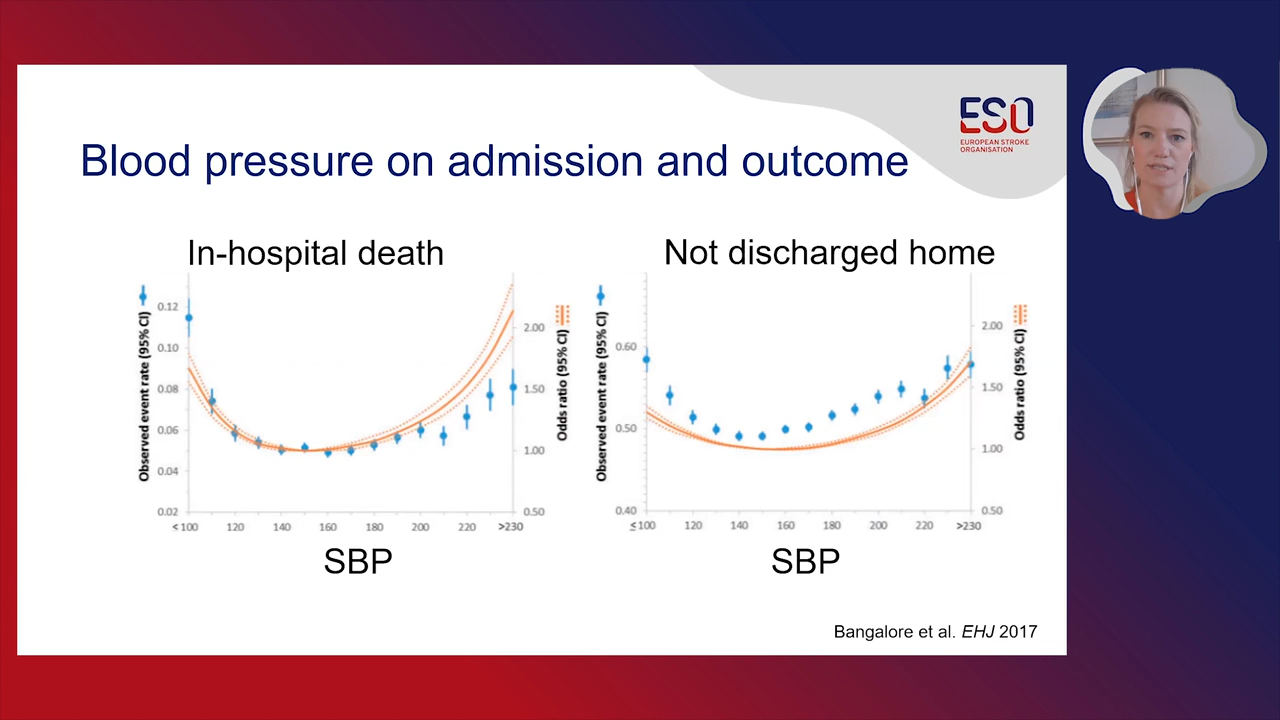 ESO
EUROPEAN STROKE
ORGANISATION
Blood pressure on admission and outcome
In-hospital death
Observed event rate (95% CI)
0.12
0.10
0.08
0.06
0.04
0.02
2.00
1.50
1.00
0.50
Odds ratio (95% CI)
<100 120 140 160 180 200 220 >230
SBP
Not discharged home
Observed event rate (95% CI)
0.60
0.50
0.40
2.00
1.50
1.00
0.50
Odds ratio (95% CI)
≤100 120 140 160 180 200 220 >230
SBP
Bangalore et al. EHJ 2017